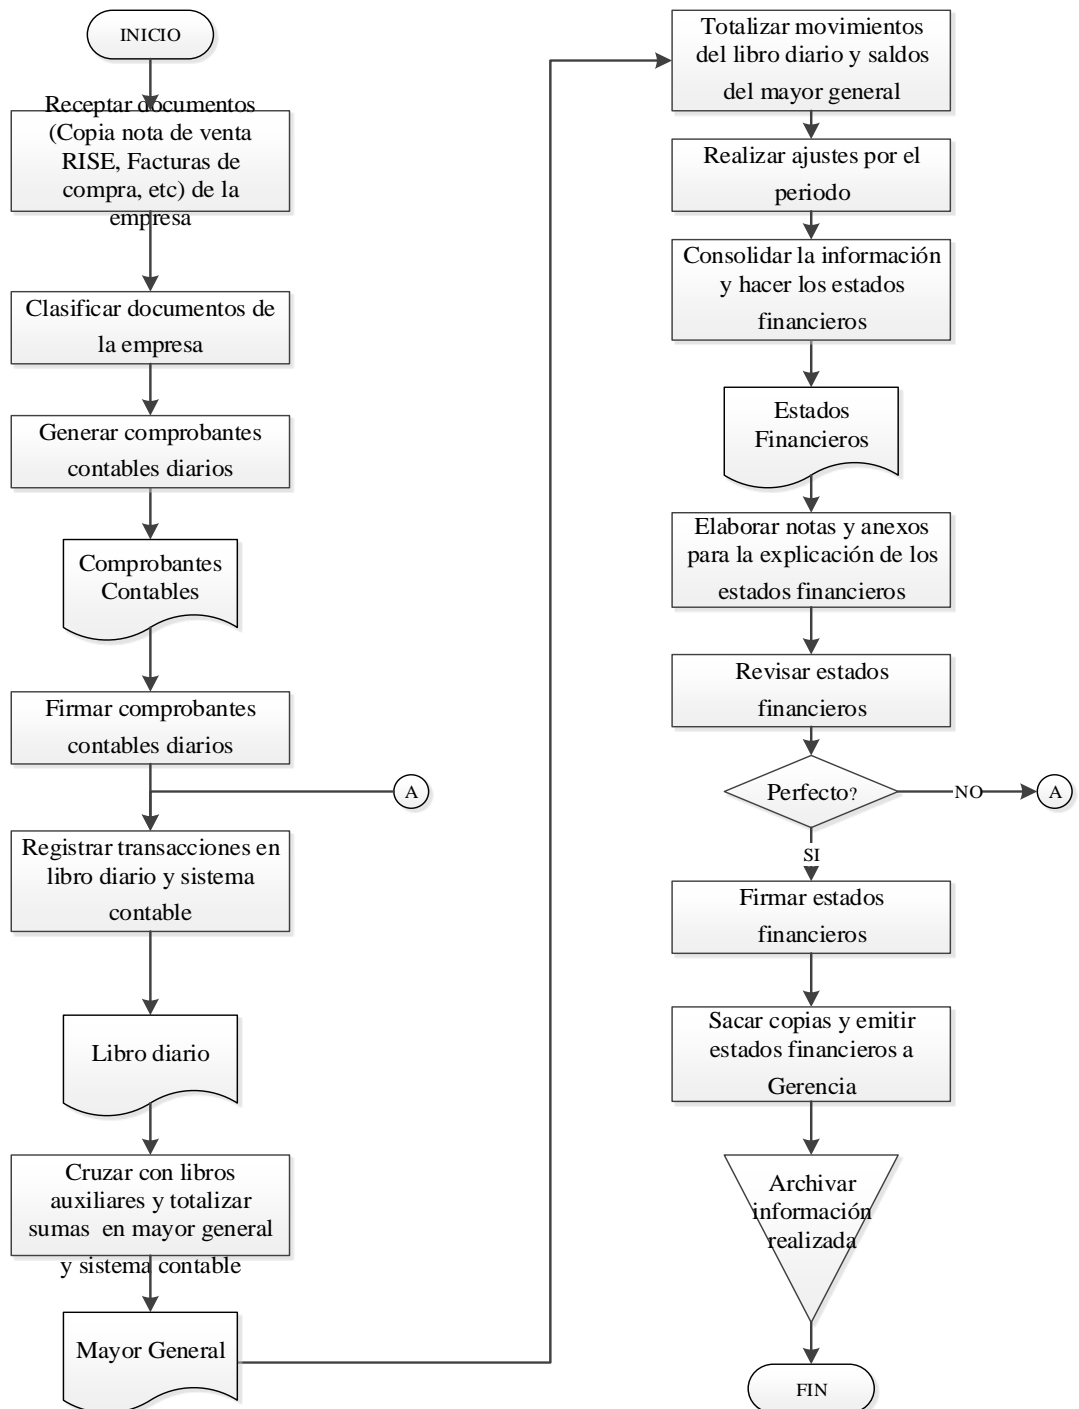 INICIO
Receptar documentos
(Copia nota de venta
RISE, Facturas de
compra, etc) de la
empresa
Clasificar documentos de
la empresa
Generar comprobantes
contables diarios
Comprobantes
Contables
Firmar comprobantes
contables diarios
A
Registrar transacciones en
libro diario y sistema
contable
Libro diario
Cruzar con libros
auxiliares y totalizar
sumas en mayor general
y sistema contable
Mayor General
Totalizar movimientos
del libro diario y saldos
del mayor general
Realizar ajustes por el
periodo
Consolidar la información
y hacer los estados
financieros
Estados
Financieros
Elaborar notas y anexos
para la explicación de los
estados financieros
Revisar estados
financieros
Perfecto?
NO
A
SI
Firmar estados
financieros
Sacar copias y emitir
estados financieros a
Gerencia
Archivar
información
realizada
FIN